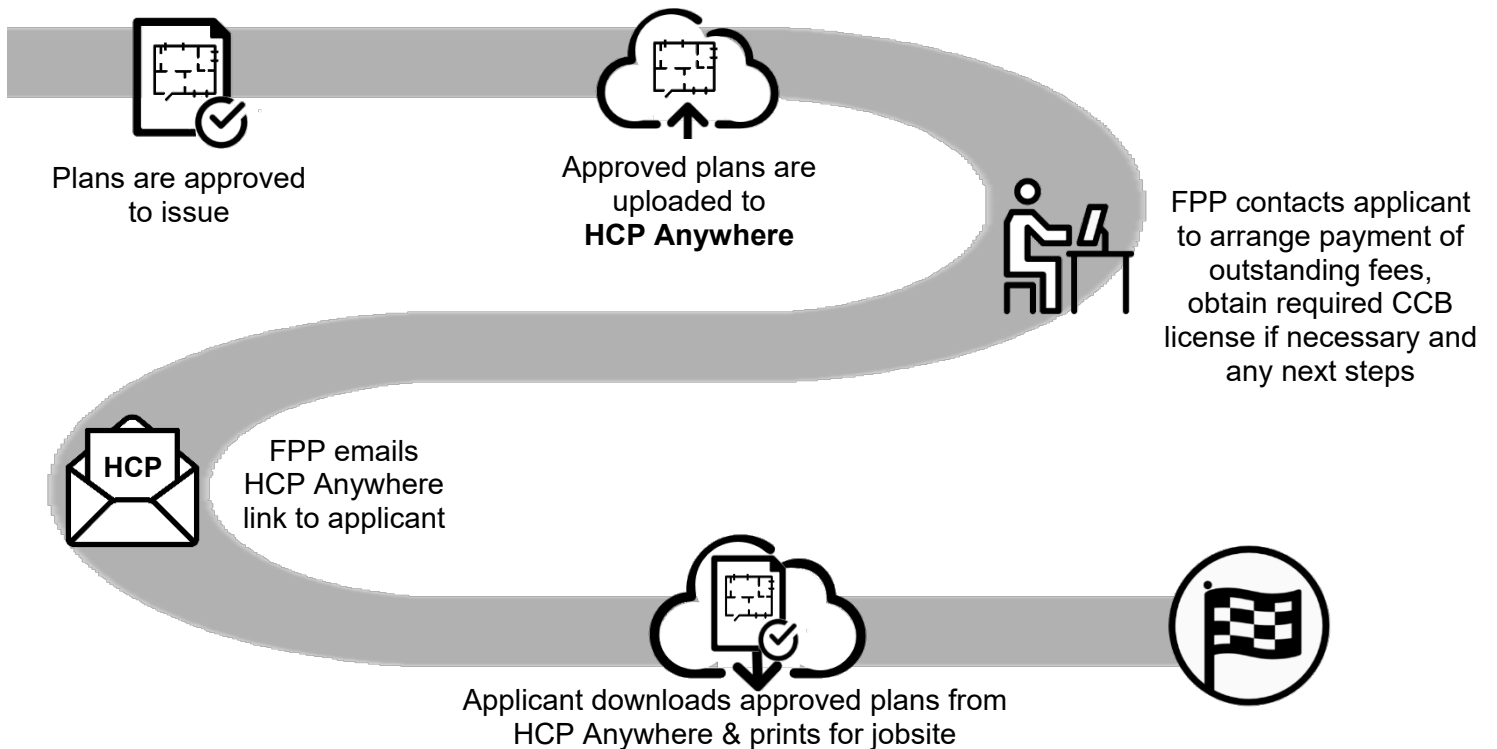 Plans are approved
to issue
Approved plans are
uploaded to
HCP Anywhere
FPP contacts applicant
to arrange payment of
outstanding fees,
obtain required CCB
license if necessary and
any next steps
HCP
FPP emails
HCP Anywhere
link to applicant
Applicant downloads approved plans from
HCP Anywhere & prints for jobsite